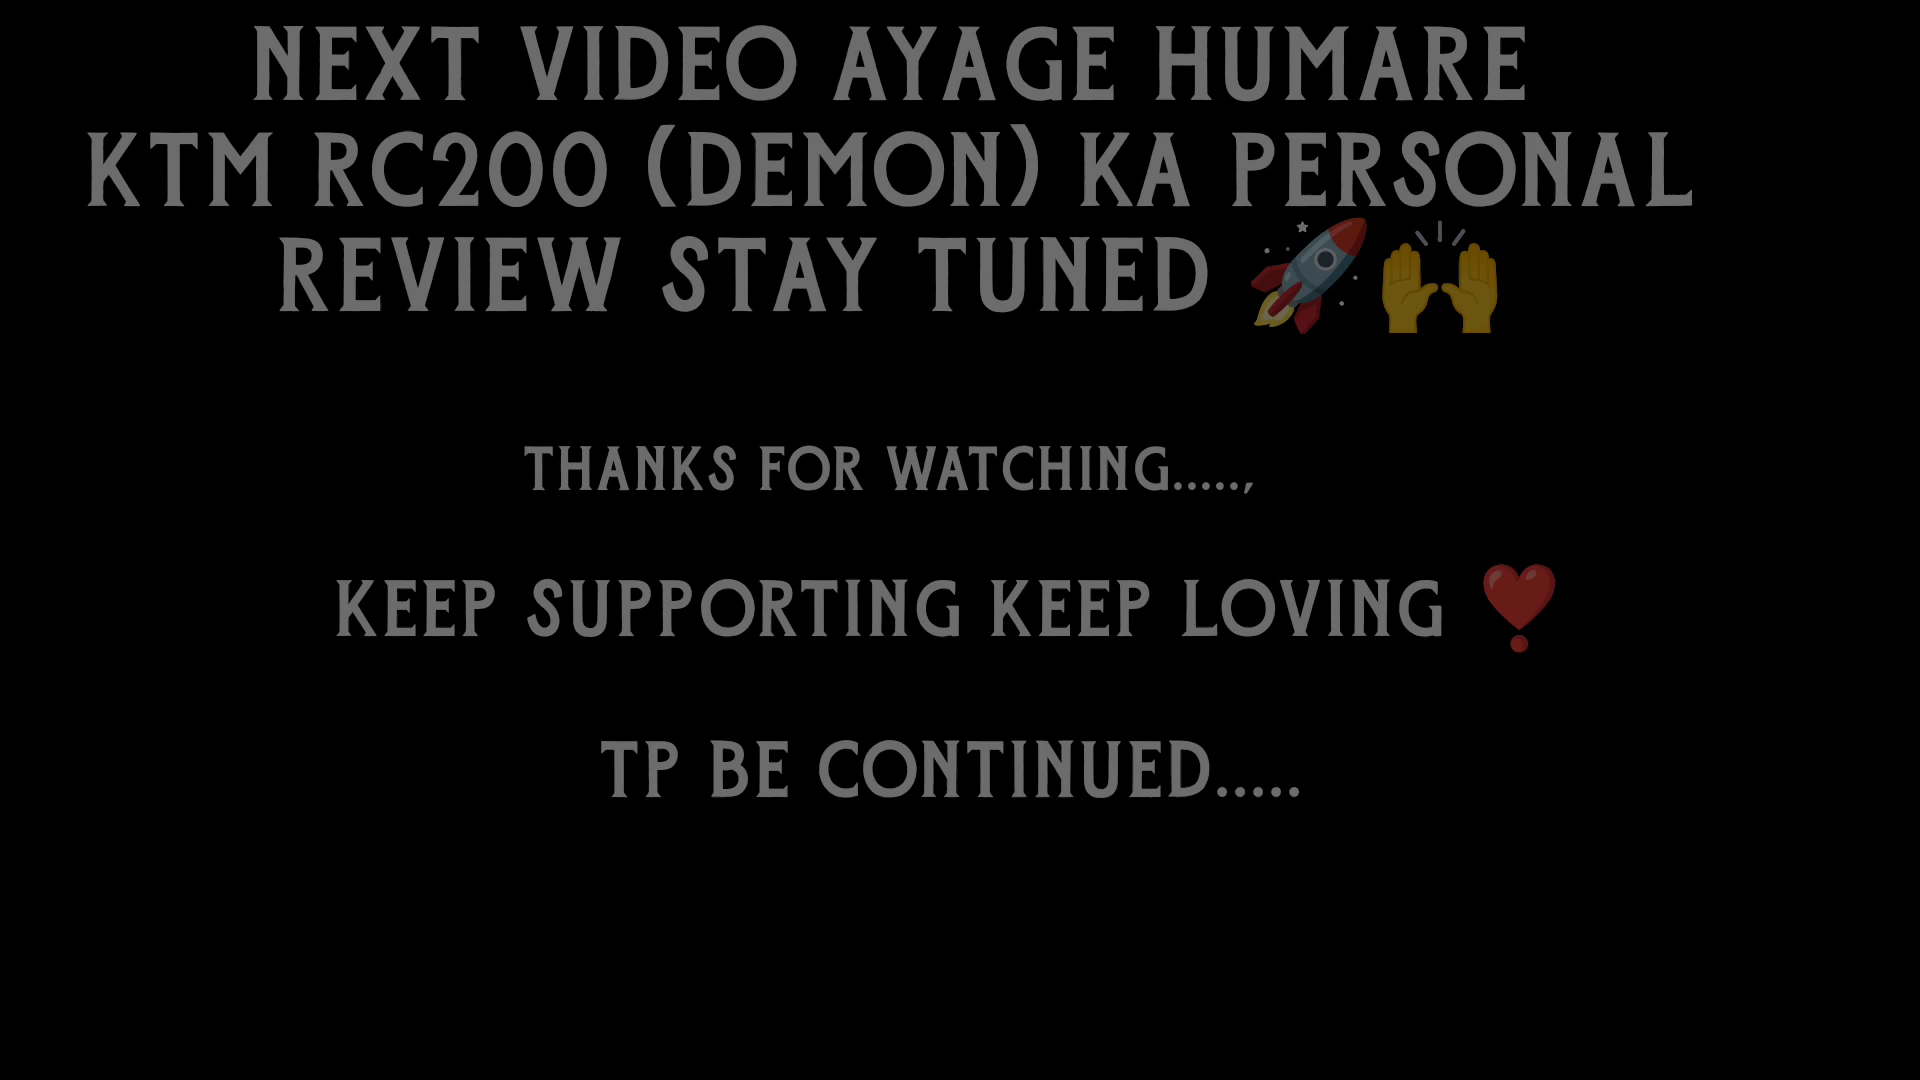 NEXT VIDEO AYAGE HUMARE
KTM RC200 (DEMON) KA PERSONAL
REVIEW STAY TUNED 🚀🙌
THANKS FOR WATCHING.....,
KEEP SUPPORTING KEEP LOVING ❣️
TP BE CONTINUED.....